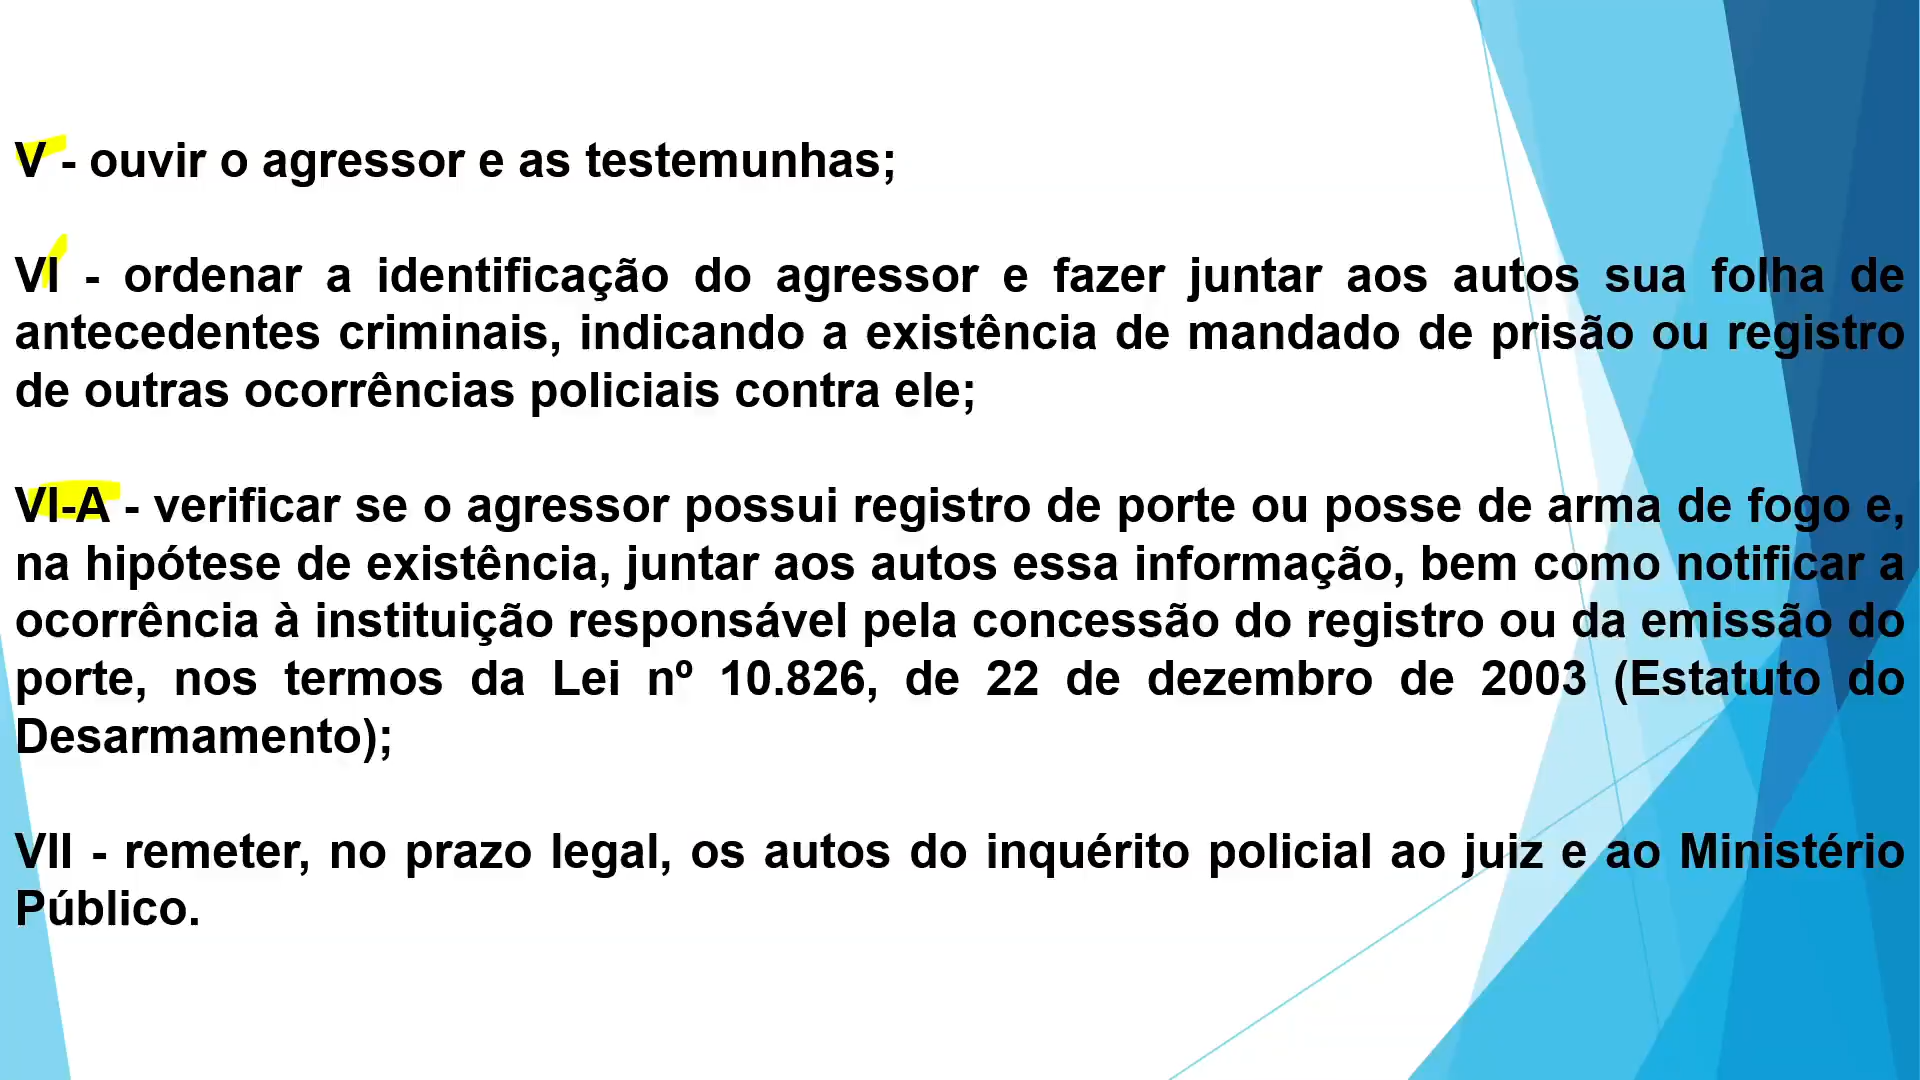 V - ouvir o agressor e as testemunhas;
VI - ordenar a identificação do agressor e fazer juntar aos autos sua folha de
antecedentes criminais, indicando a existência de mandado de prisão ou registro
de outras ocorrências policiais contra ele;
VI-A - verificar se o agressor possui registro de porte ou posse de arma de fogo e,
na hipótese de existência, juntar aos autos essa informação, bem como notificar a
ocorrência à instituição responsável pela concessão do registro ou da emissão do
porte, nos termos da Lei nº 10.826, de 22 de dezembro de 2003 (Estatuto do
Desarmamento);
VII - remeter, no prazo legal, os autos do inquérito policial ao juiz e ao Ministério
Público.